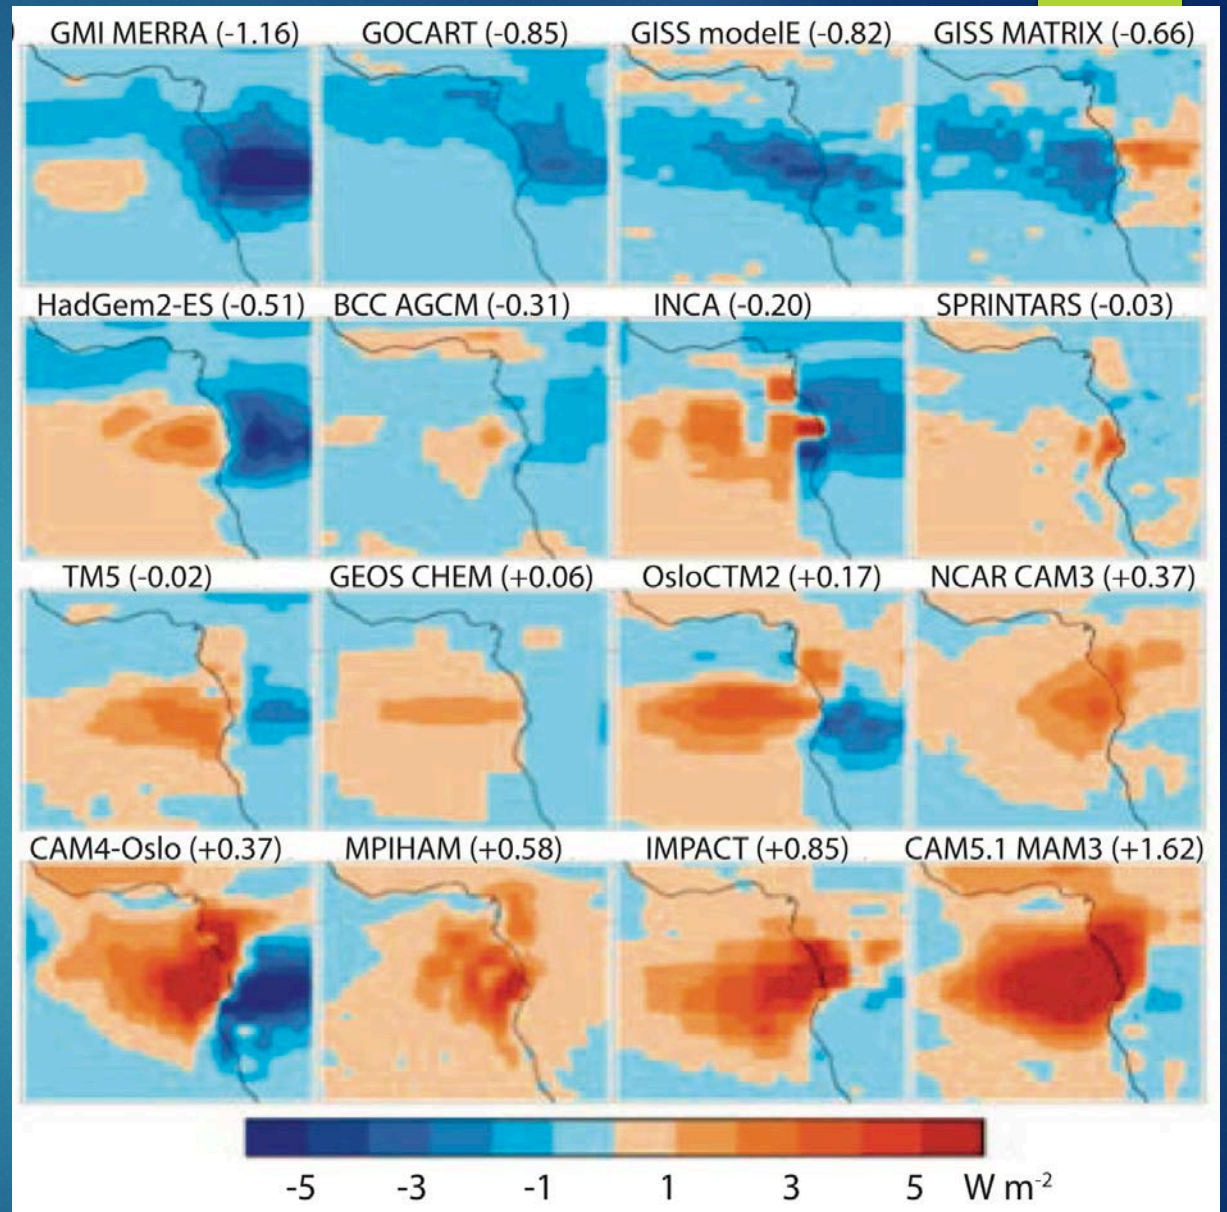 GMI MERRA (-1.16) GOCART (-0.85) GISS modelE (-0.82) GISS MATRIX (-0.66)
HadGem2-ES (-0.51) BCC AGCM (-0.31) INCA (-0.20) SPRINTARS (-0.03)
TM5 (-0.02) GEOS CHEM (+0.06) OsloCTM2 (+0.17) NCAR CAM3 (+0.37)
CAM4-Oslo (+0.37) MPIHAM (+0.58) IMPACT (+0.85) CAM5.1 MAM3 (+1.62)
-5 -3 -1 1 3 5 W m⁻²